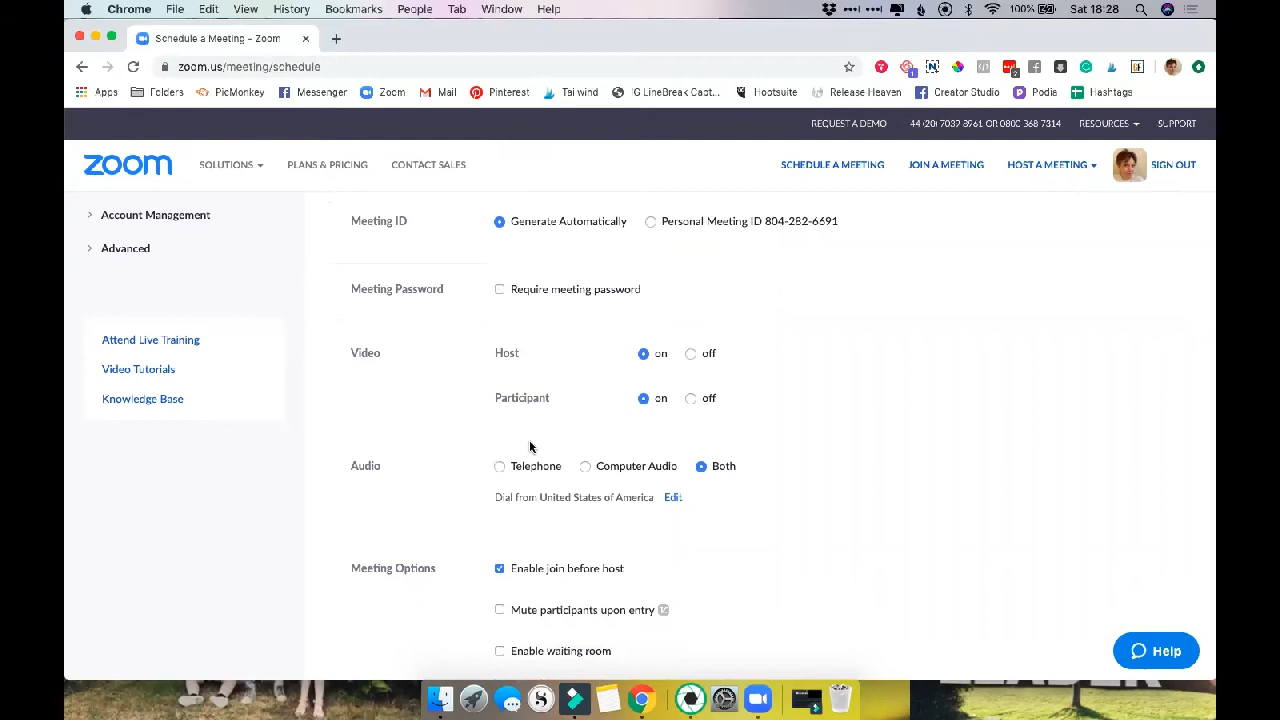 Chrome File Edit View History Bookmarks People Tab Window Help 100% Sat 18:28
Schedule a Meeting - Zoom
zoom.us/meeting/schedule
Apps Folders PicMonkey Messenger Zoom Mail Pinterest Tailwind IG LineBreak Capt... Hootsuite Release Heaven Creator Studio Podia Hashtags
REQUEST A DEMO 44 (20) 7039 8961 OR 0800 368 7314 RESOURCES SUPPORT
zoom SOLUTIONS PLANS & PRICING CONTACT SALES SCHEDULE A MEETING JOIN A MEETING HOST A MEETING SIGN OUT
Account Management
Advanced
Attend Live Training
Video Tutorials
Knowledge Base
Meeting ID Generate Automatically Personal Meeting ID 804-282-6691
Meeting Password Require meeting password
Video Host on off
Participant on off
Audio Telephone Computer Audio Both
Dial from United States of America Edit
Meeting Options Enable join before host
Mute participants upon entry
Enable waiting room
Help